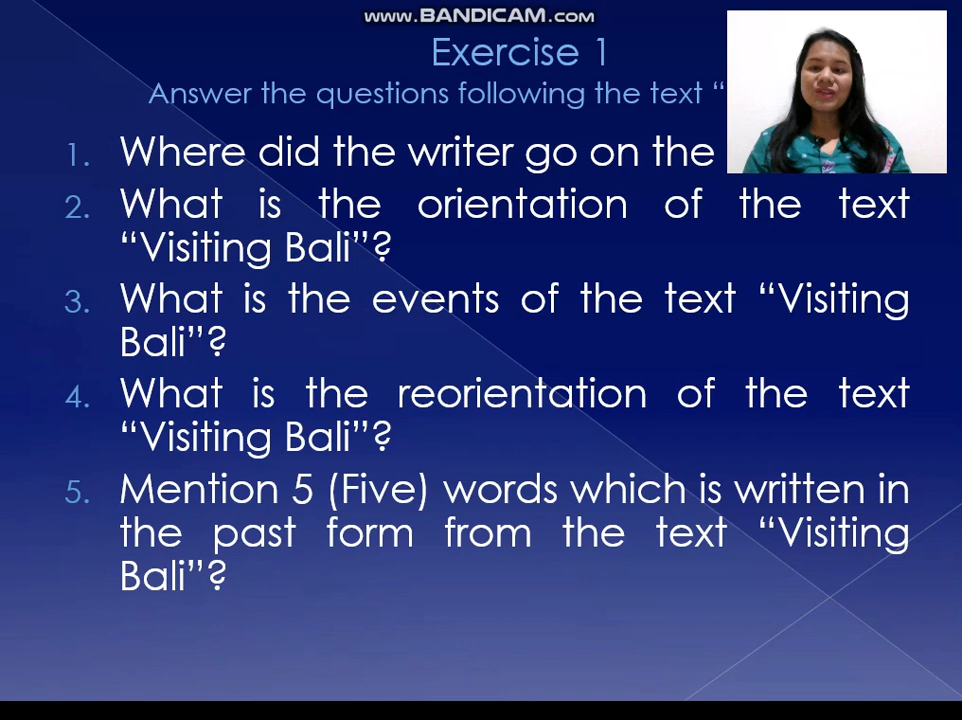 www.BANDICAM.com
Exercise 1
Answer the questions following the text “
1. Where did the writer go on the
2. What is the orientation of the text
“Visiting Bali”?
3. What is the events of the text “Visiting
Bali”?
4. What is the reorientation of the text
“Visiting Bali”?
5. Mention 5 (Five) words which is written in
the past form from the text “Visiting
Bali”?